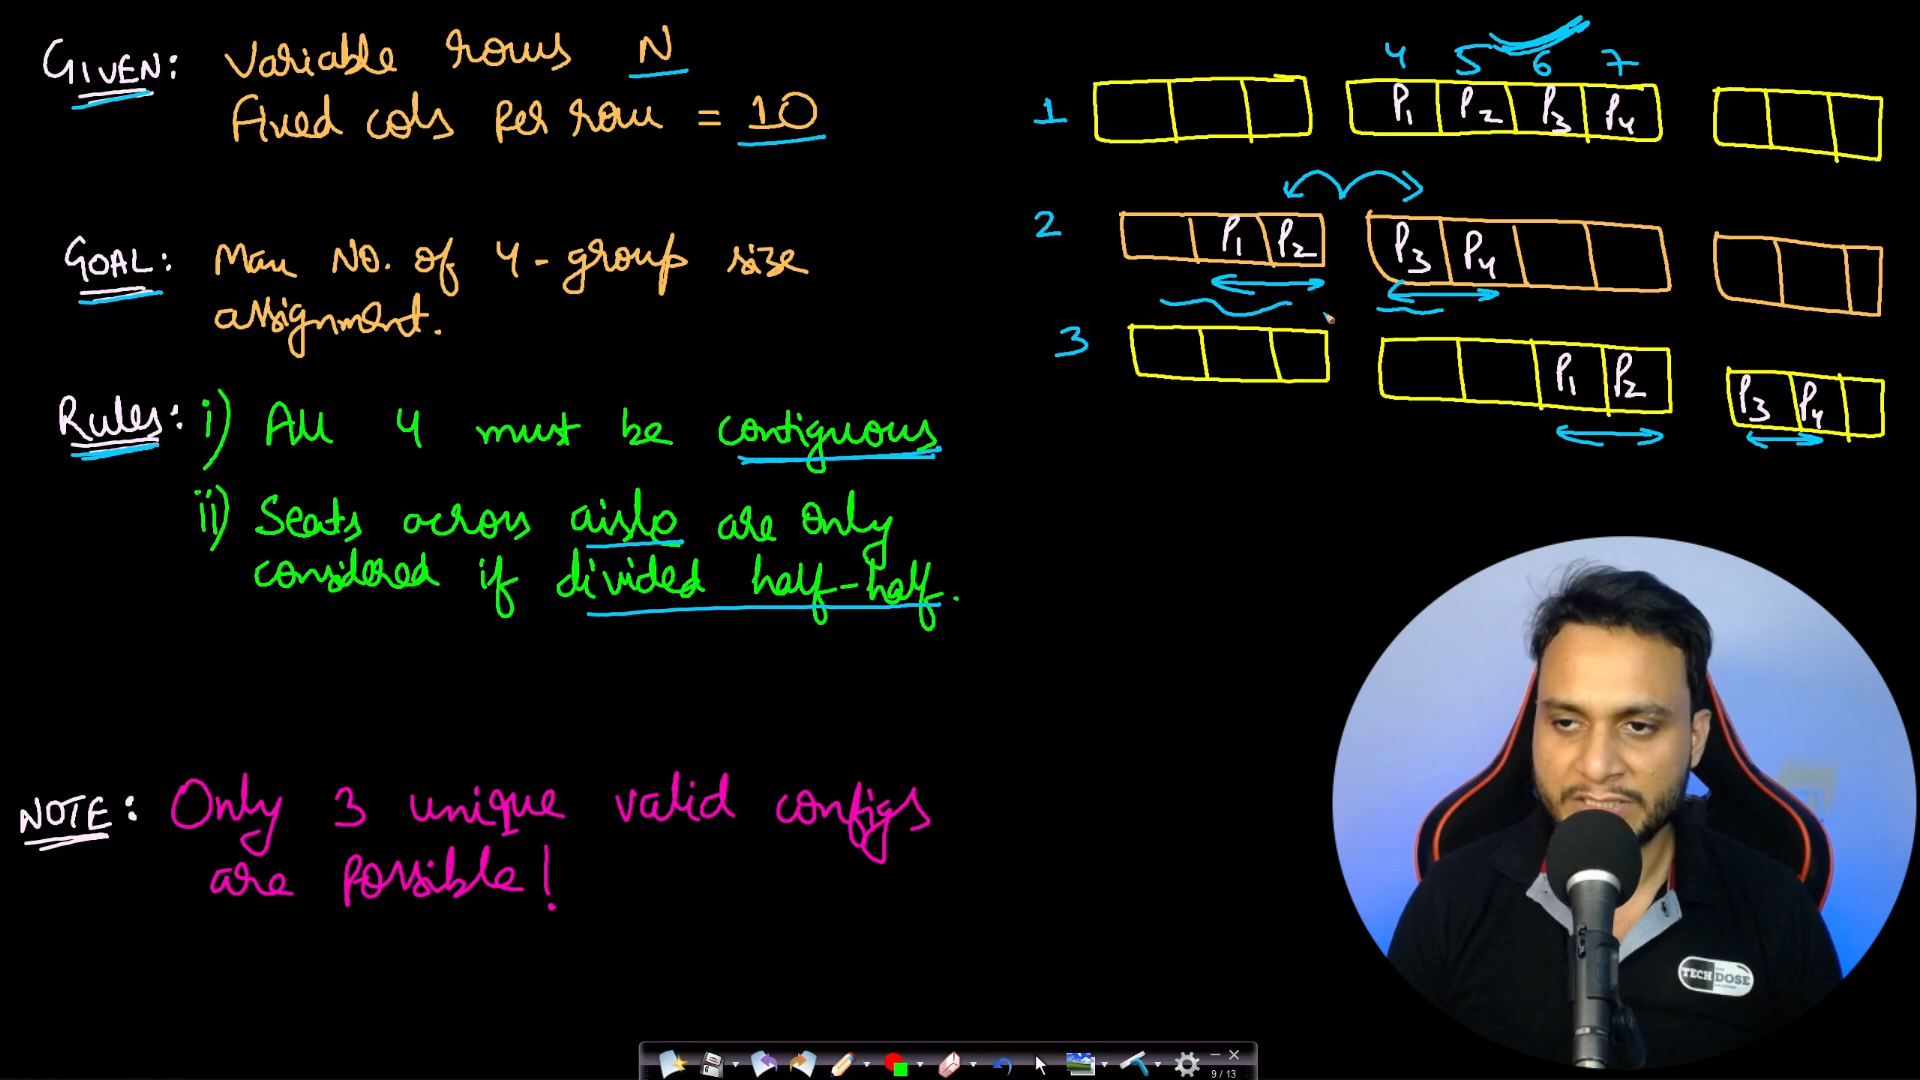 GIVEN: Variable rows N
Fixed cols per row = 10
GOAL: Max NO. of 4-group size
assignment.
Rules: i) All 4 must be contiguous
ii) Seats across aisle are only
considered if divided half-half.
NOTE: Only 3 unique valid configs
are possible!
4 5 6 7
1 P1 P2 P3 P4
2 P1 P2 P3 P4
3 P1 P2 P3 P4
TECH DOSE
9 / 13